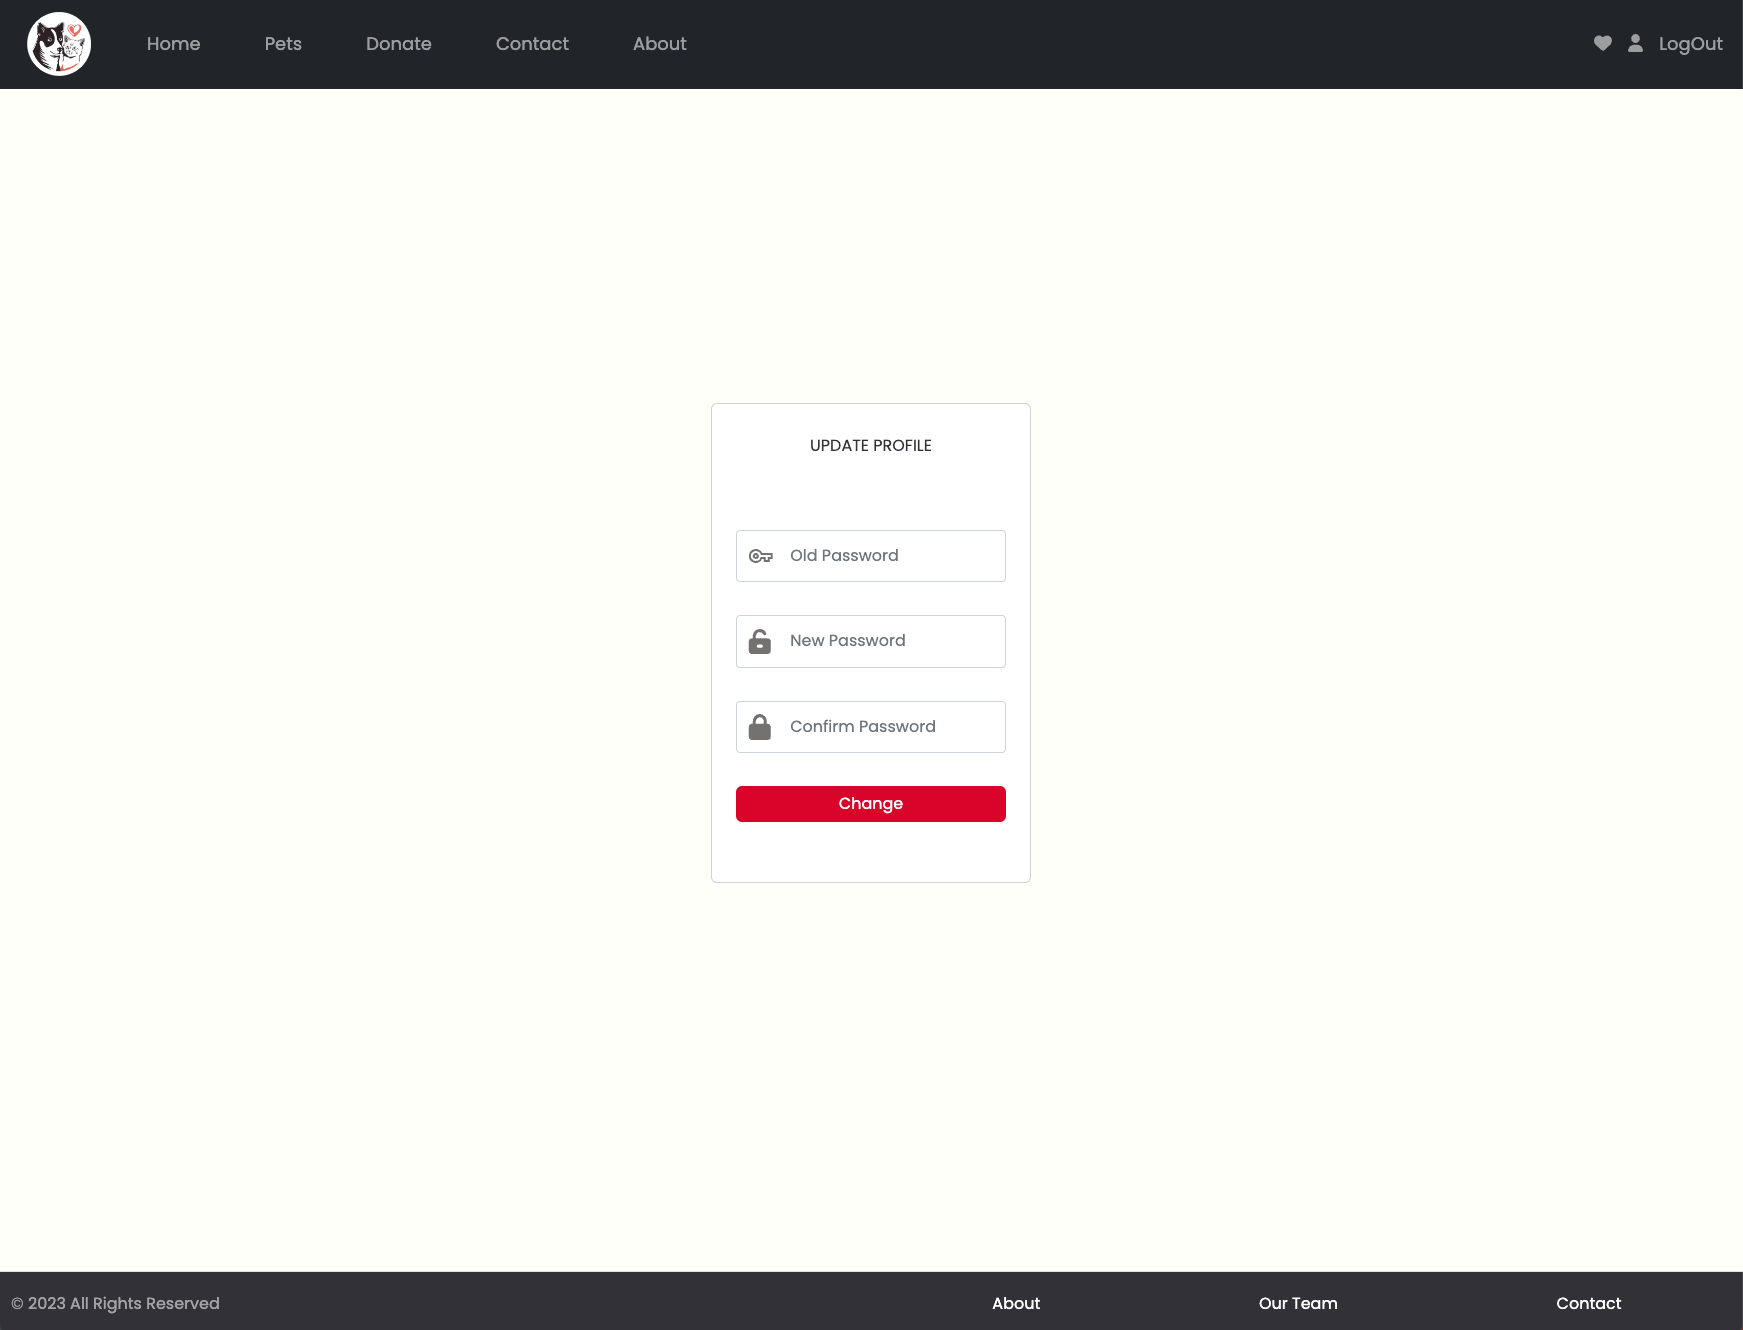 Home Pets Donate Contact About LogOut
UPDATE PROFILE
Old Password
New Password
Confirm Password
Change
© 2023 All Rights Reserved About Our Team Contact